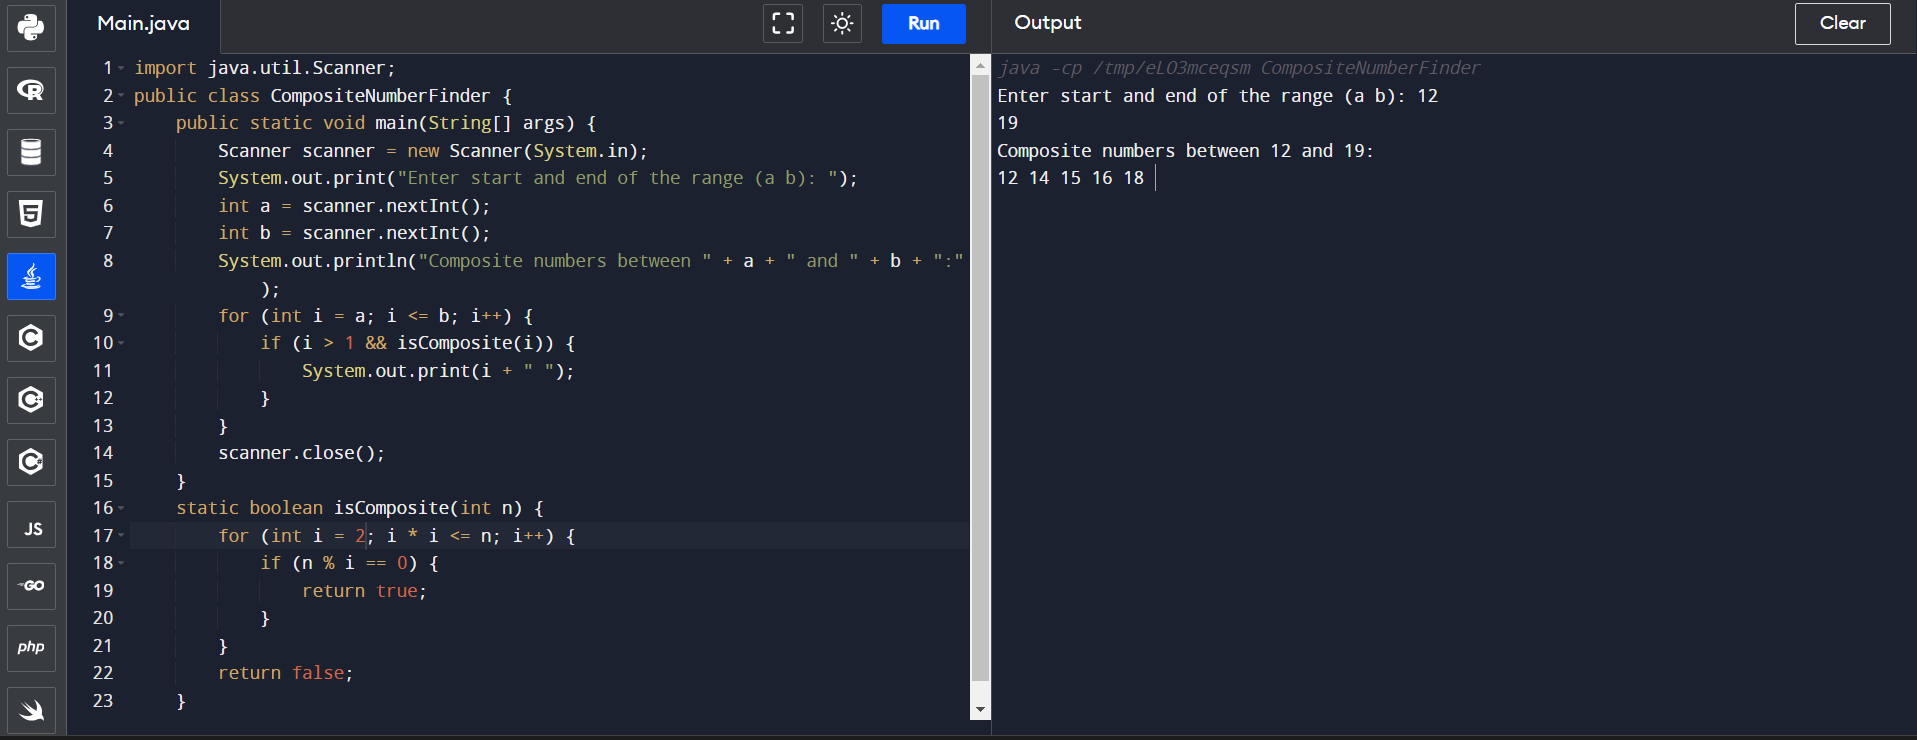 Main.java
Run
Output
Clear
1 import java.util.Scanner;
2 public class CompositeNumberFinder {
3     public static void main(String[] args) {
4         Scanner scanner = new Scanner(System.in);
5         System.out.print("Enter start and end of the range (a b): ");
6         int a = scanner.nextInt();
7         int b = scanner.nextInt();
8         System.out.println("Composite numbers between " + a + " and " + b + ":"
            );
9         for (int i = a; i <= b; i++) {
10             if (i > 1 && isComposite(i)) {
11                 System.out.print(i + " ");
12             }
13         }
14         scanner.close();
15     }
16     static boolean isComposite(int n) {
17         for (int i = 2; i * i <= n; i++) {
18             if (n % i == 0) {
19                 return true;
20             }
21         }
22         return false;
23     }
java -cp /tmp/eLO3mceqsm CompositeNumberFinder
Enter start and end of the range (a b): 12
19
Composite numbers between 12 and 19:
12 14 15 16 18
R
5
C
C+
C#
JS
GO
php